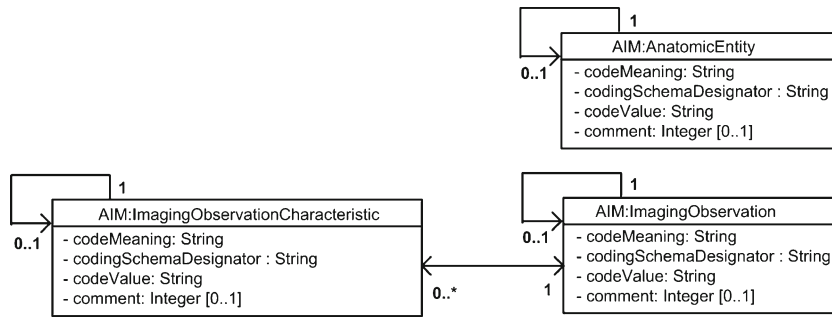 1
AIM:AnatomicEntity
0..1
- codeMeaning: String
- codingSchemaDesignator : String
- codeValue: String
- comment: Integer [0..1]
1
AIM:ImagingObservationCharacteristic
0..1
- codeMeaning: String
- codingSchemaDesignator : String
- codeValue: String
- comment: Integer [0..1]
0..*
1
1
AIM:ImagingObservation
0..1
- codeMeaning: String
- codingSchemaDesignator : String
- codeValue: String
- comment: Integer [0..1]